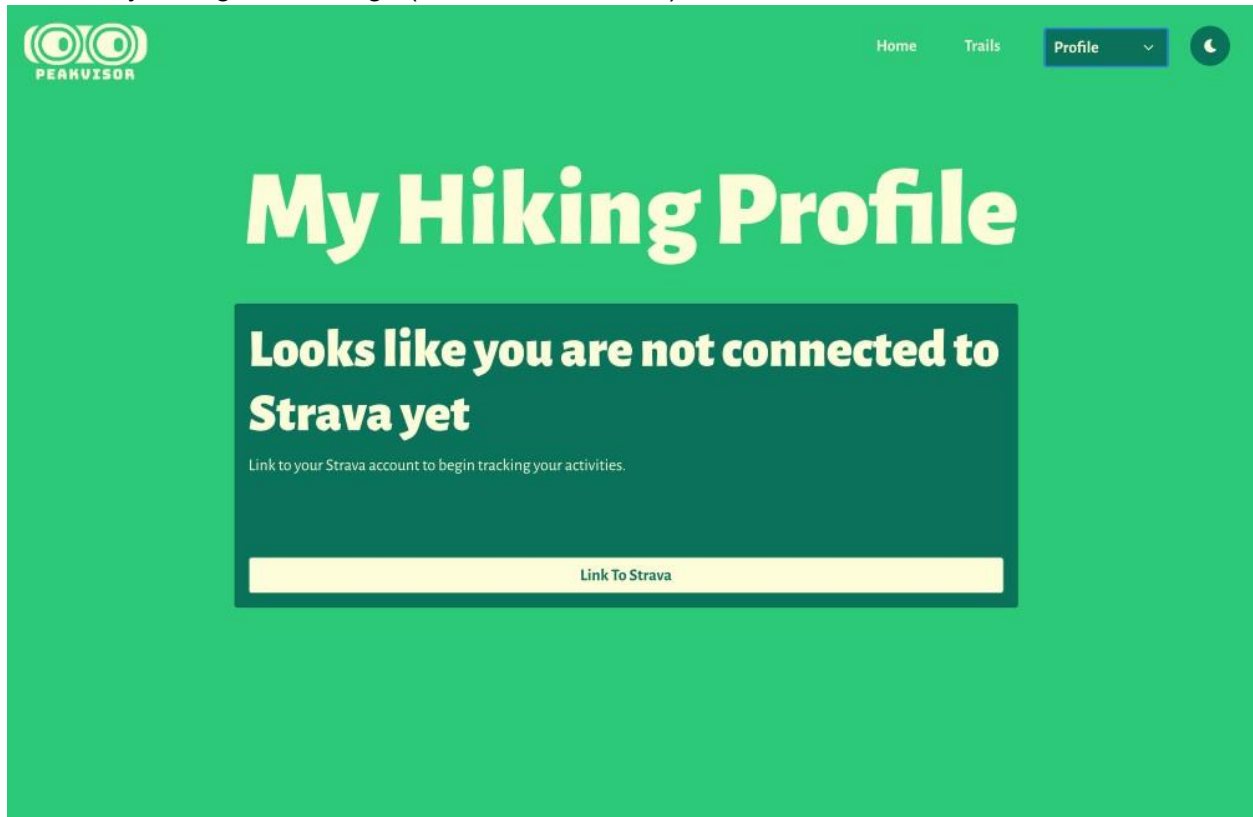 PEAKVISOR
Home Trails Profile
My Hiking Profile
Looks like you are not connected to
Strava yet
Link to your Strava account to begin tracking your activities.
Link To Strava